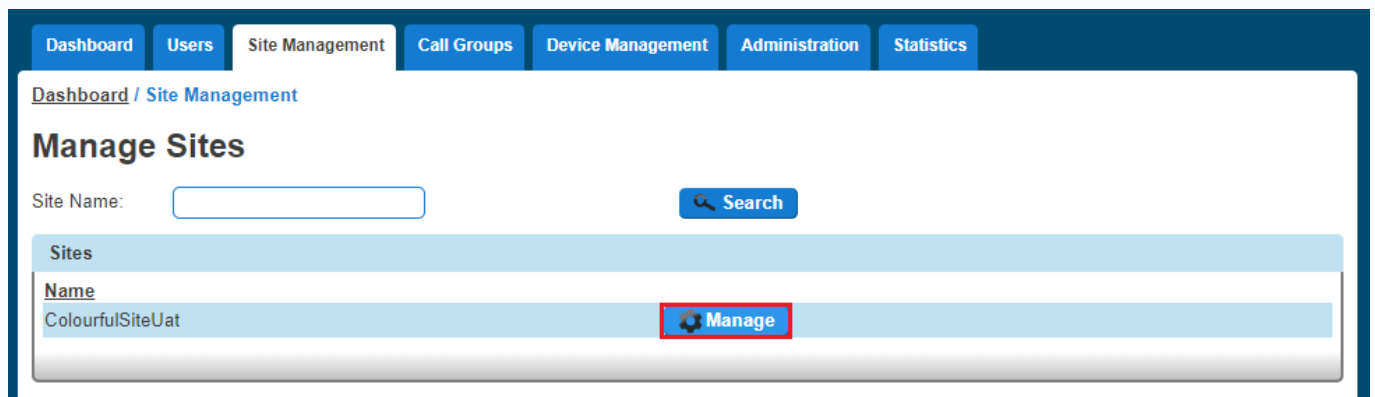 Dashboard Users Site Management Call Groups Device Management Administration Statistics
Dashboard / Site Management
Manage Sites
Site Name: Search
Sites
Name
ColourfulSiteUat Manage